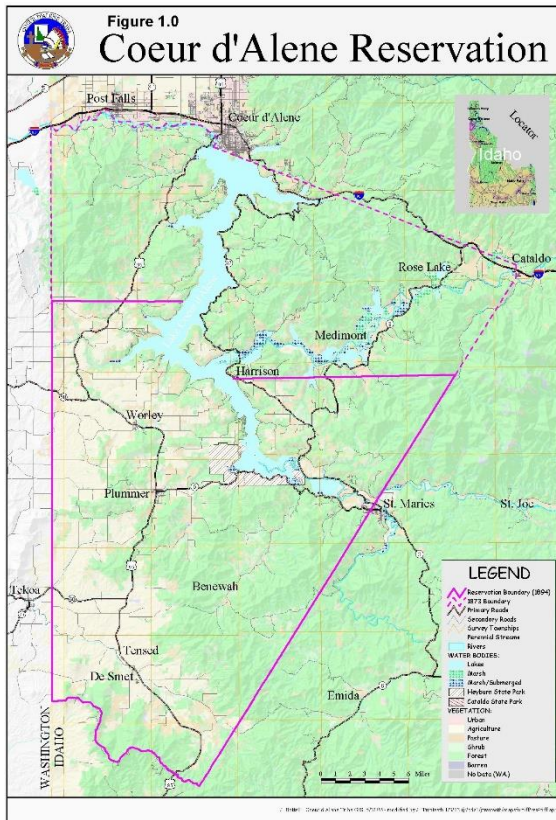 Figure 1.0
Coeur d'Alene Reservation
Locator
Idaho
Post Falls
Coeur d'Alene
Cataldo
Rose Lake
Medimont
Harrison
Worley
Plummer
St. Maries
St. Joe
Benewah
Tekoa
Tensed
De Smet
Emida
WASHINGTON
IDAHO
Miles
LEGEND
Reservation Boundary (1894)
1873 Boundary
Primary Roads
Secondary Roads
Survey Townships
Perennial Streams
Rivers
WATER BODIES:
Lakes
Marsh
Marsh/Submerged
Heyburn State Park
Cataldo State Park
VEGETATION:
Urban
Agriculture
Pasture
Shrub
Forest
Barren
No Data (WA)